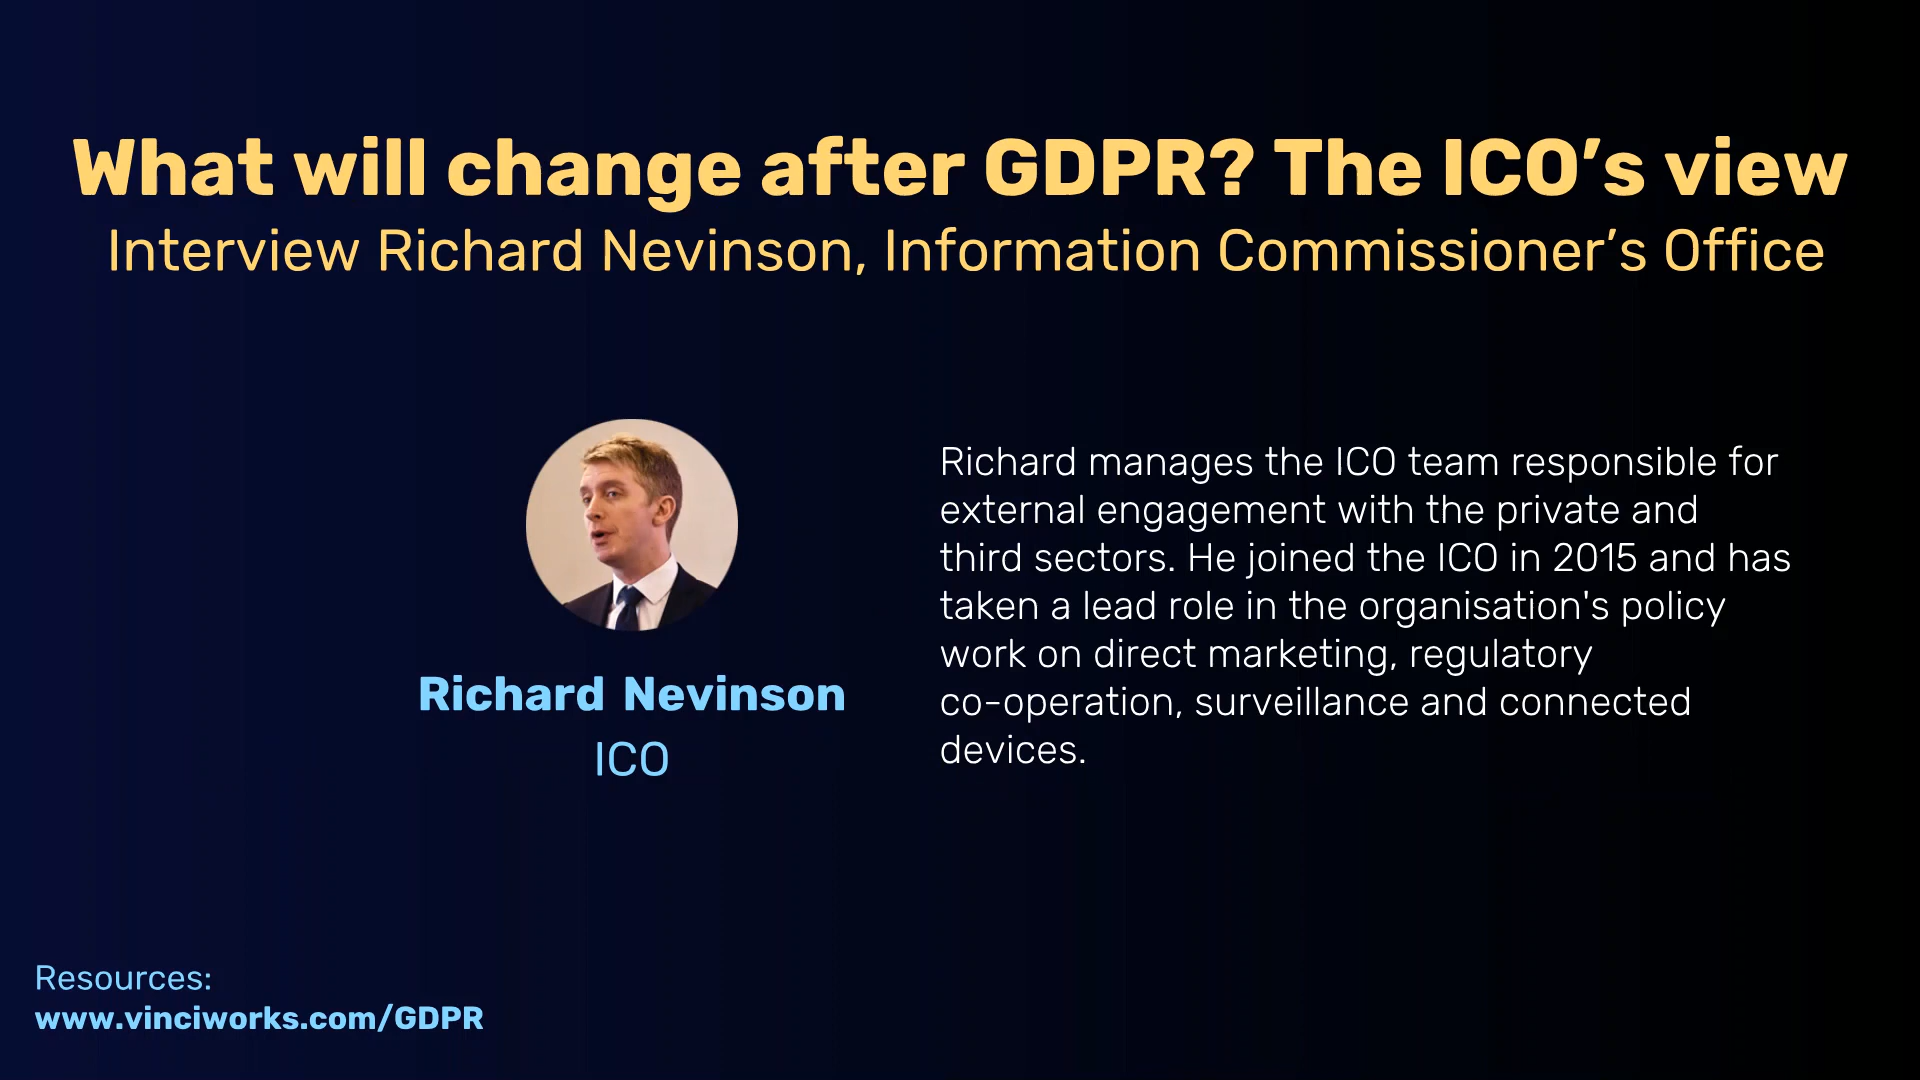 What will change after GDPR? The ICO’s view
Interview Richard Nevinson, Information Commissioner’s Office
Richard Nevinson
ICO
Richard manages the ICO team responsible for
external engagement with the private and
third sectors. He joined the ICO in 2015 and has
taken a lead role in the organisation's policy
work on direct marketing, regulatory
co-operation, surveillance and connected
devices.
Resources:
www.vinciworks.com/GDPR